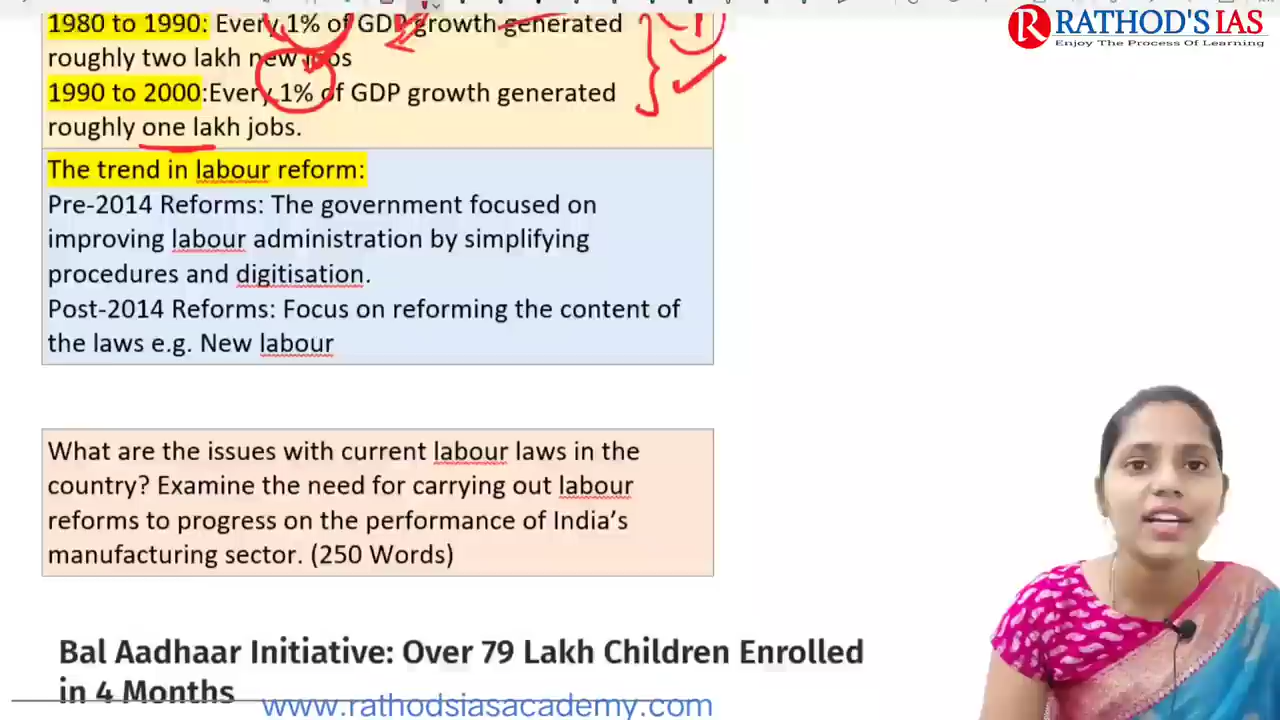 1980 to 1990: Every 1% of GDP growth generated
roughly two lakh new jobs
1990 to 2000:Every 1% of GDP growth generated
roughly one lakh jobs.
The trend in labour reform:
Pre-2014 Reforms: The government focused on
improving labour administration by simplifying
procedures and digitisation.
Post-2014 Reforms: Focus on reforming the content of
the laws e.g. New labour
What are the issues with current labour laws in the
country? Examine the need for carrying out labour
reforms to progress on the performance of India’s
manufacturing sector. (250 Words)
Bal Aadhaar Initiative: Over 79 Lakh Children Enrolled
in 4 Months
www.rathodsiasacademy.com
R RATHOD'S IAS
Enjoy The Process Of Learning